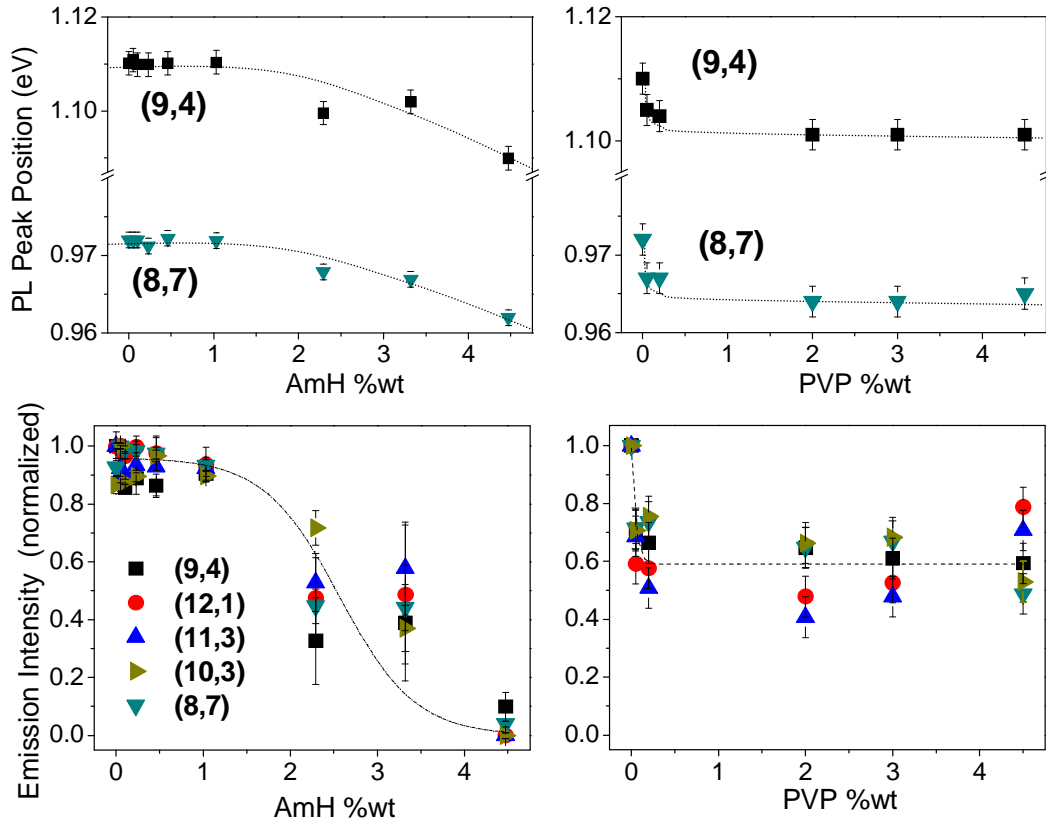 1.12
1.10
0.97
0.96
PL Peak Position (eV)
(9,4)
(8,7)
0 1 2 3 4
AmH %wt
1.12
1.10
0.97
0.96
(9,4)
(8,7)
0 1 2 3 4
PVP %wt
1.0
0.8
0.6
0.4
0.2
0.0
Emission Intensity (normalized)
(9,4)
(12,1)
(11,3)
(10,3)
(8,7)
0 1 2 3 4
AmH %wt
1.0
0.8
0.6
0.4
0.2
0.0
0 1 2 3 4
PVP %wt